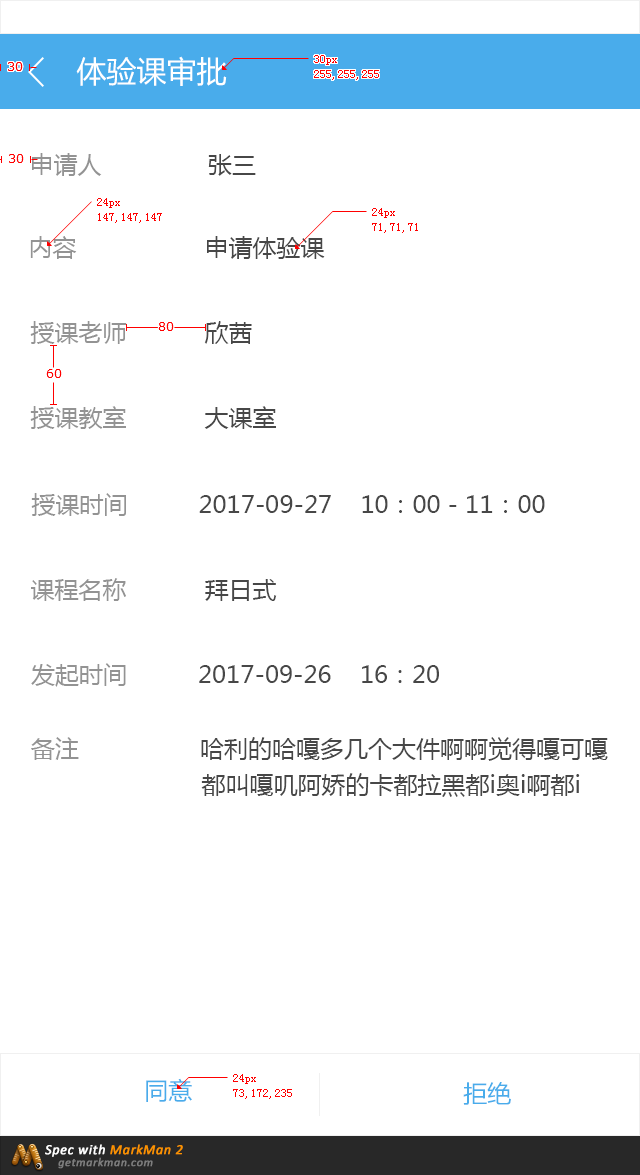 30 体验课审批 30px
255, 255, 255
30 申请人 张三
24px
147, 147, 147
24px
71, 71, 71
内容 申请体验课
授课老师 80 欣茜
60
授课教室 大课室
授课时间 2017-09-27 10：00 - 11：00
课程名称 拜日式
发起时间 2017-09-26 16：20
备注 哈利的哈嘎多几个大件啊啊觉得嘎可嘎
都叫嘎叽阿娇的卡都拉黑都i奥i啊都i
24px
73, 172, 235
同意 拒绝
Spec with MarkMan 2
getmarkman.com